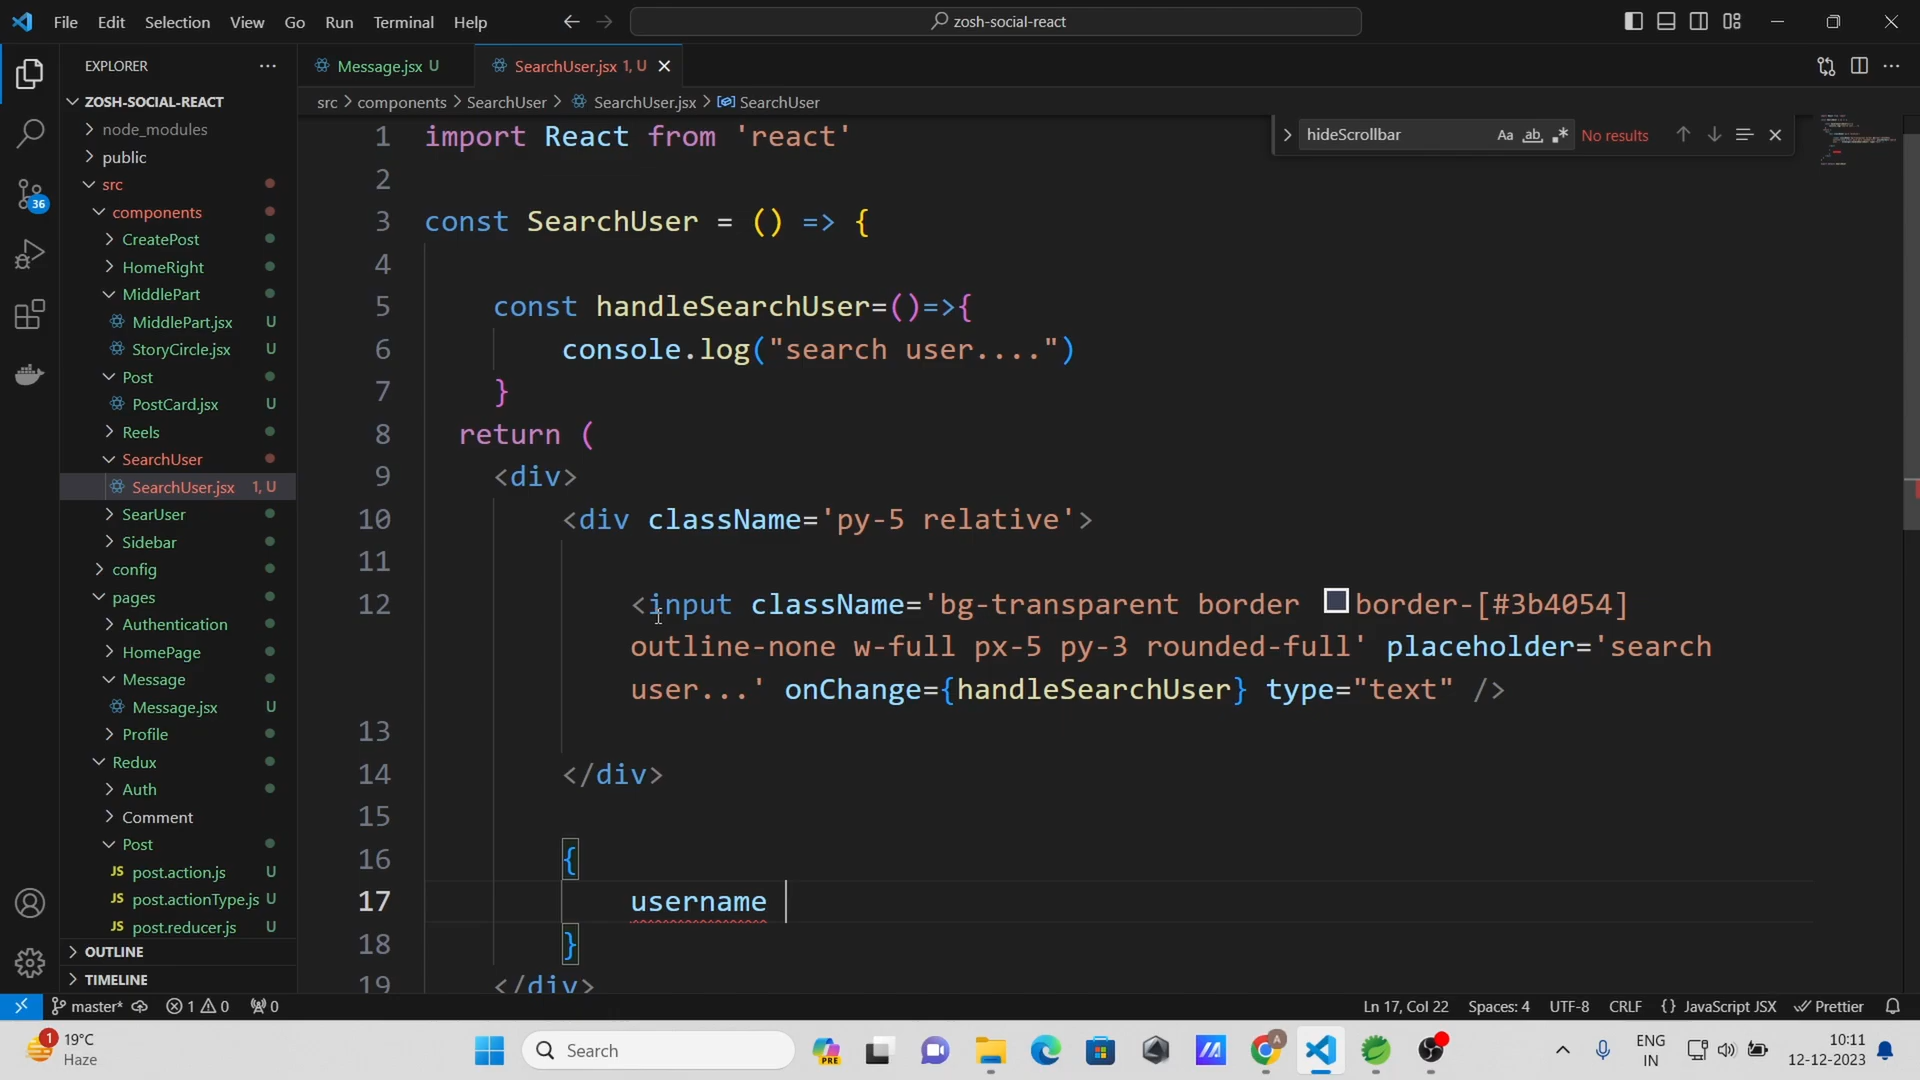 File Edit Selection View Go Run Terminal Help
zosh-social-react
EXPLORER
ZOSH-SOCIAL-REACT
node_modules
public
src
components
CreatePost
HomeRight
MiddlePart
MiddlePart.jsx U
StoryCircle.jsx U
Post
PostCard.jsx U
Reels
SearchUser
SearchUser.jsx 1, U
SearUser
Sidebar
config
pages
Authentication
HomePage
Message
Message.jsx U
Profile
Redux
Auth
Comment
Post
JS post.action.js U
JS post.actionType.js U
JS post.reducer.js U
OUTLINE
TIMELINE
36
Message.jsx U
SearchUser.jsx 1, U
src > components > SearchUser > SearchUser.jsx > SearchUser
hideScrollbar Aa ab .* No results
1 import React from 'react'
2
3 const SearchUser = () => {
4
5 const handleSearchUser=()=>{
6 console.log("search user....")
7 }
8 return (
9 <div>
10 <div className='py-5 relative'>
11
12 <input className='bg-transparent border border-[#3b4054]
outline-none w-full px-5 py-3 rounded-full' placeholder='search
user...' onChange={handleSearchUser} type="text" />
13
14 </div>
15
16 {
17 username
18 }
19 </div>
master* 1 0 0
Ln 17, Col 22 Spaces: 4 UTF-8 CRLF {} JavaScript JSX Prettier
1
19°C
Haze
Search
PRE
A
ENG
IN
10:11
12-12-2023